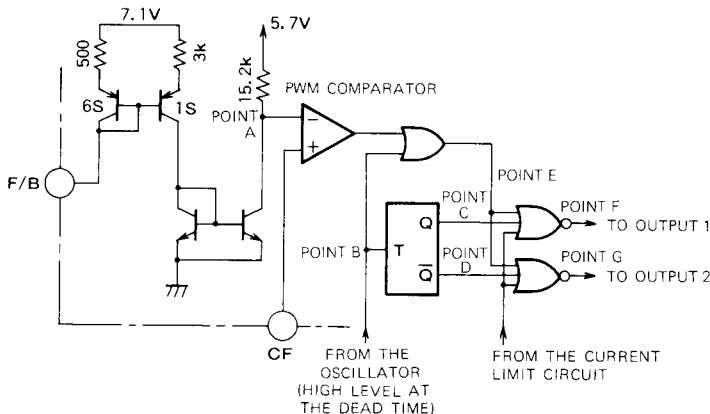 7.1V
5.7V
500
3k
15.2k
PWM COMPARATOR
6S
1S
POINT
A
−
+
F/B
POINT E
POINT
C
POINT F
TO OUTPUT 1
Q
POINT B
T
POINT
D
POINT G
Q̅
TO OUTPUT 2
CF
FROM THE
OSCILLATOR
(HIGH LEVEL AT
THE DEAD TIME)
FROM THE CURRENT
LIMIT CIRCUIT